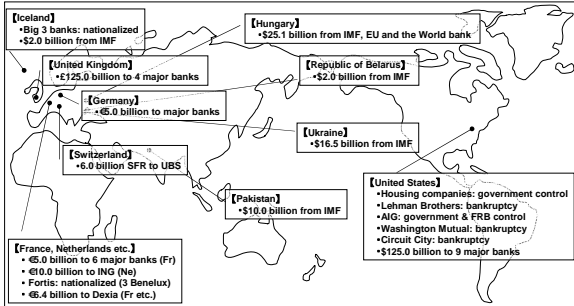 【Iceland】
•Big 3 banks: nationalized
•$2.0 billion from IMF
【Hungary】
•$25.1 billion from IMF, EU and the World bank
【United Kingdom】
•£125.0 billion to 4 major banks
【Republic of Belarus】
•$2.0 billion from IMF
【Germany】
•€5.0 billion to major banks
【Ukraine】
•$16.5 billion from IMF
【Switzerland】
•6.0 billion SFR to UBS
【Pakistan】
•$10.0 billion from IMF
【United States】
•Housing companies: government control
•Lehman Brothers: bankruptcy
•AIG: government & FRB control
•Washington Mutual: bankruptcy
•Circuit City: bankruptcy
•$125.0 billion to 9 major banks
【France, Netherlands etc.】
• €5.0 billion to 6 major banks (Fr)
• €10.0 billion to ING (Ne)
• Fortis: nationalized (3 Benelux)
• €6.4 billion to Dexia (Fr etc.)